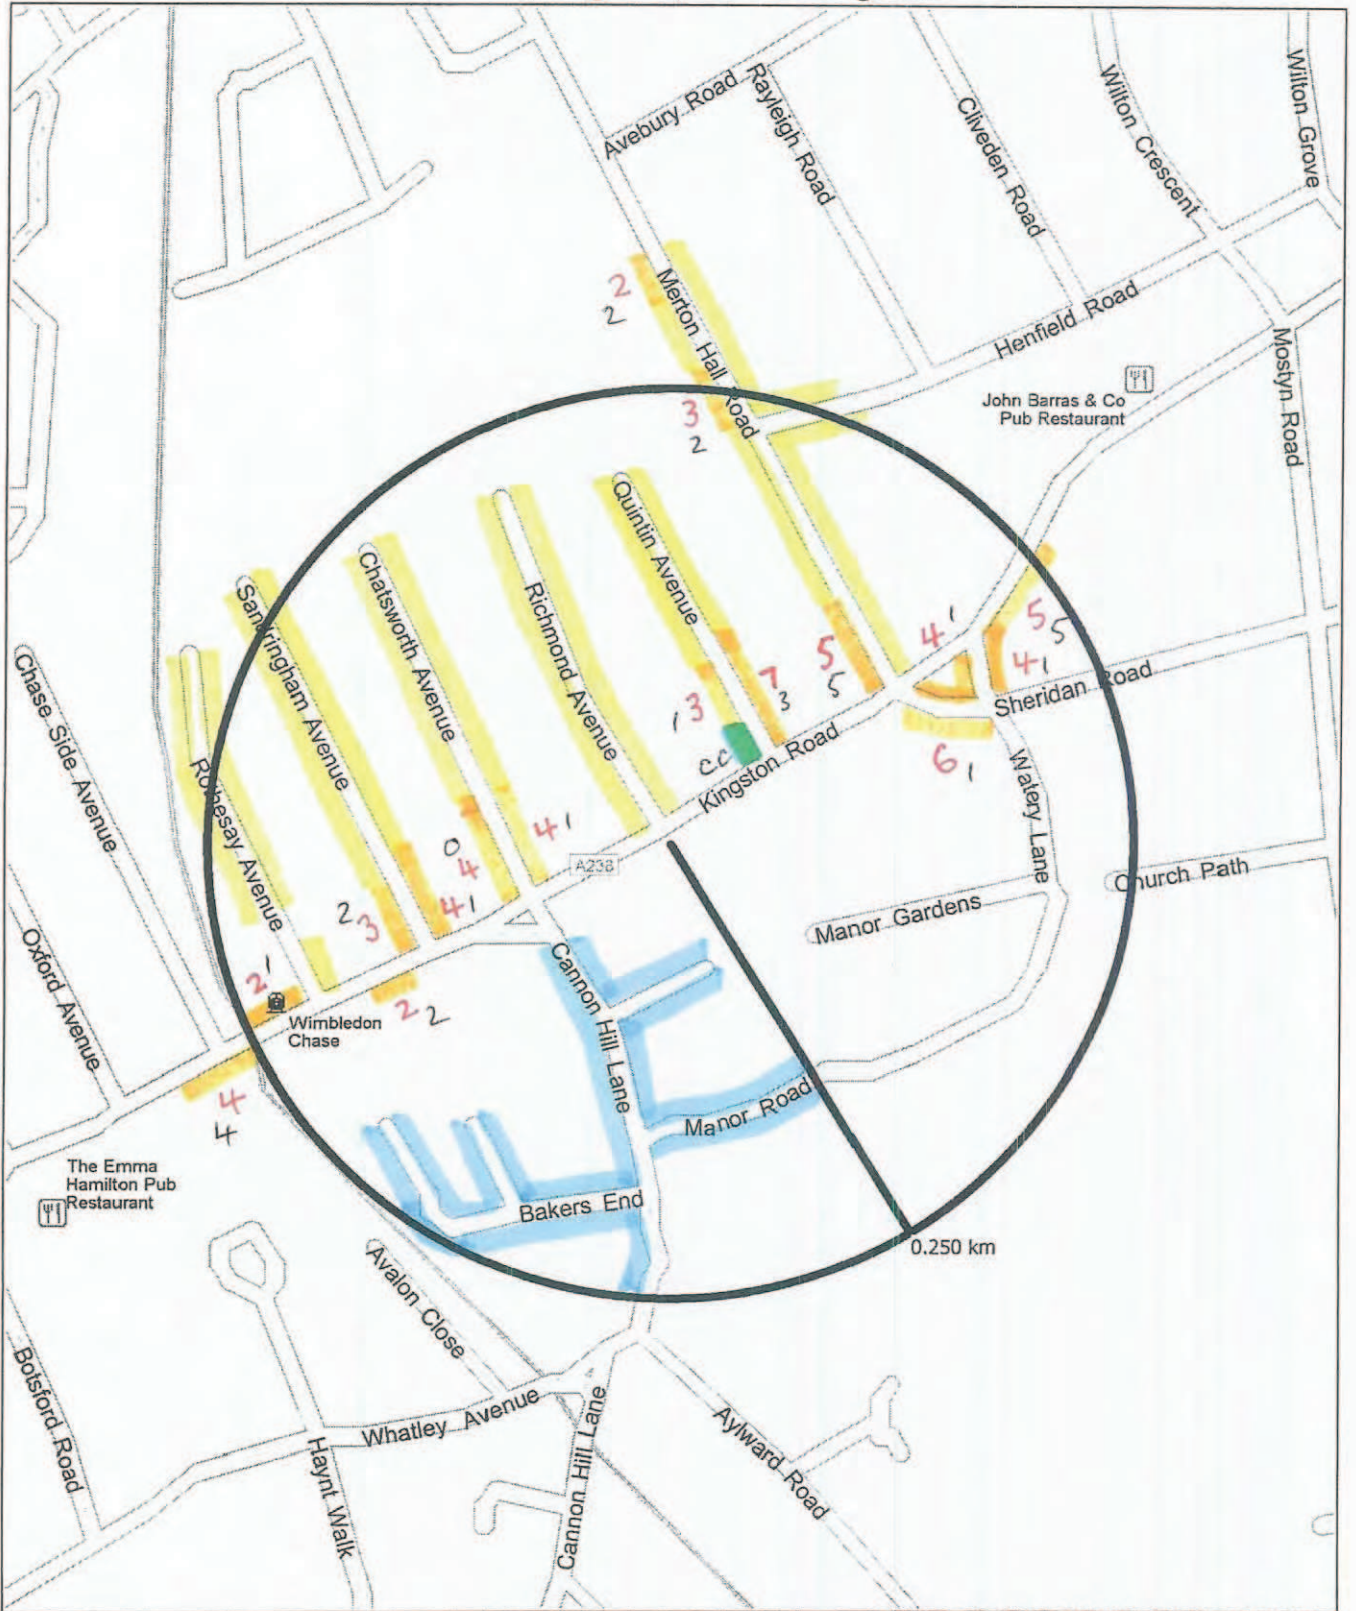 Avebury Road
Rayleigh Road
Cliveden Road
Wilton Crescent
Wilton Grove
Merton Hall Road
2
2
Henfield Road
Mostyn Road
John Barras & Co
Pub Restaurant
3
2
Quintin Avenue
Chatsworth Avenue
Sandringham Avenue
Richmond Avenue
Rothesay Avenue
Chase Side Avenue
Oxford Avenue
5
5
4 1
5
5
4 1
Sheridan Road
7
3
1 3
CC
Kingston Road
6 1
Watery Lane
Church Path
Manor Gardens
4 1
0
4
A238
4 1
2
3
2 1
Wimbledon
Chase
2 2
Cannon Hill Lane
4
4
Manor Road
The Emma
Hamilton Pub
Restaurant
Bakers End
0.250 km
Avalon Close
Botsford Road
Whatley Avenue
Haynt Walk
Cannon Hill Lane
Aylward Road